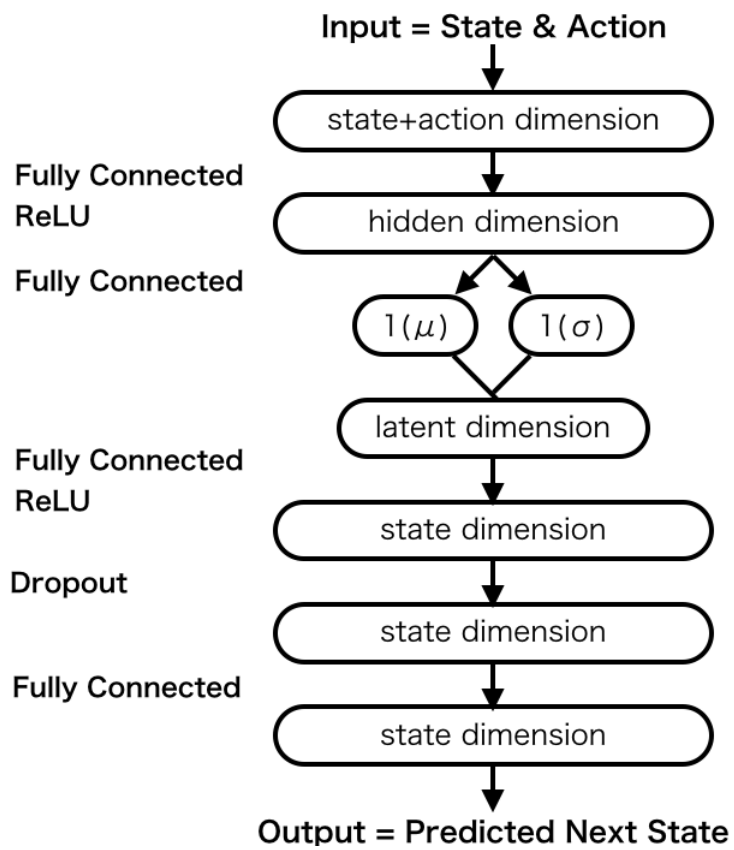 Input = State & Action
state+action dimension
Fully Connected
ReLU
hidden dimension
Fully Connected
1(μ)
1(σ)
latent dimension
Fully Connected
ReLU
state dimension
Dropout
state dimension
Fully Connected
state dimension
Output = Predicted Next State